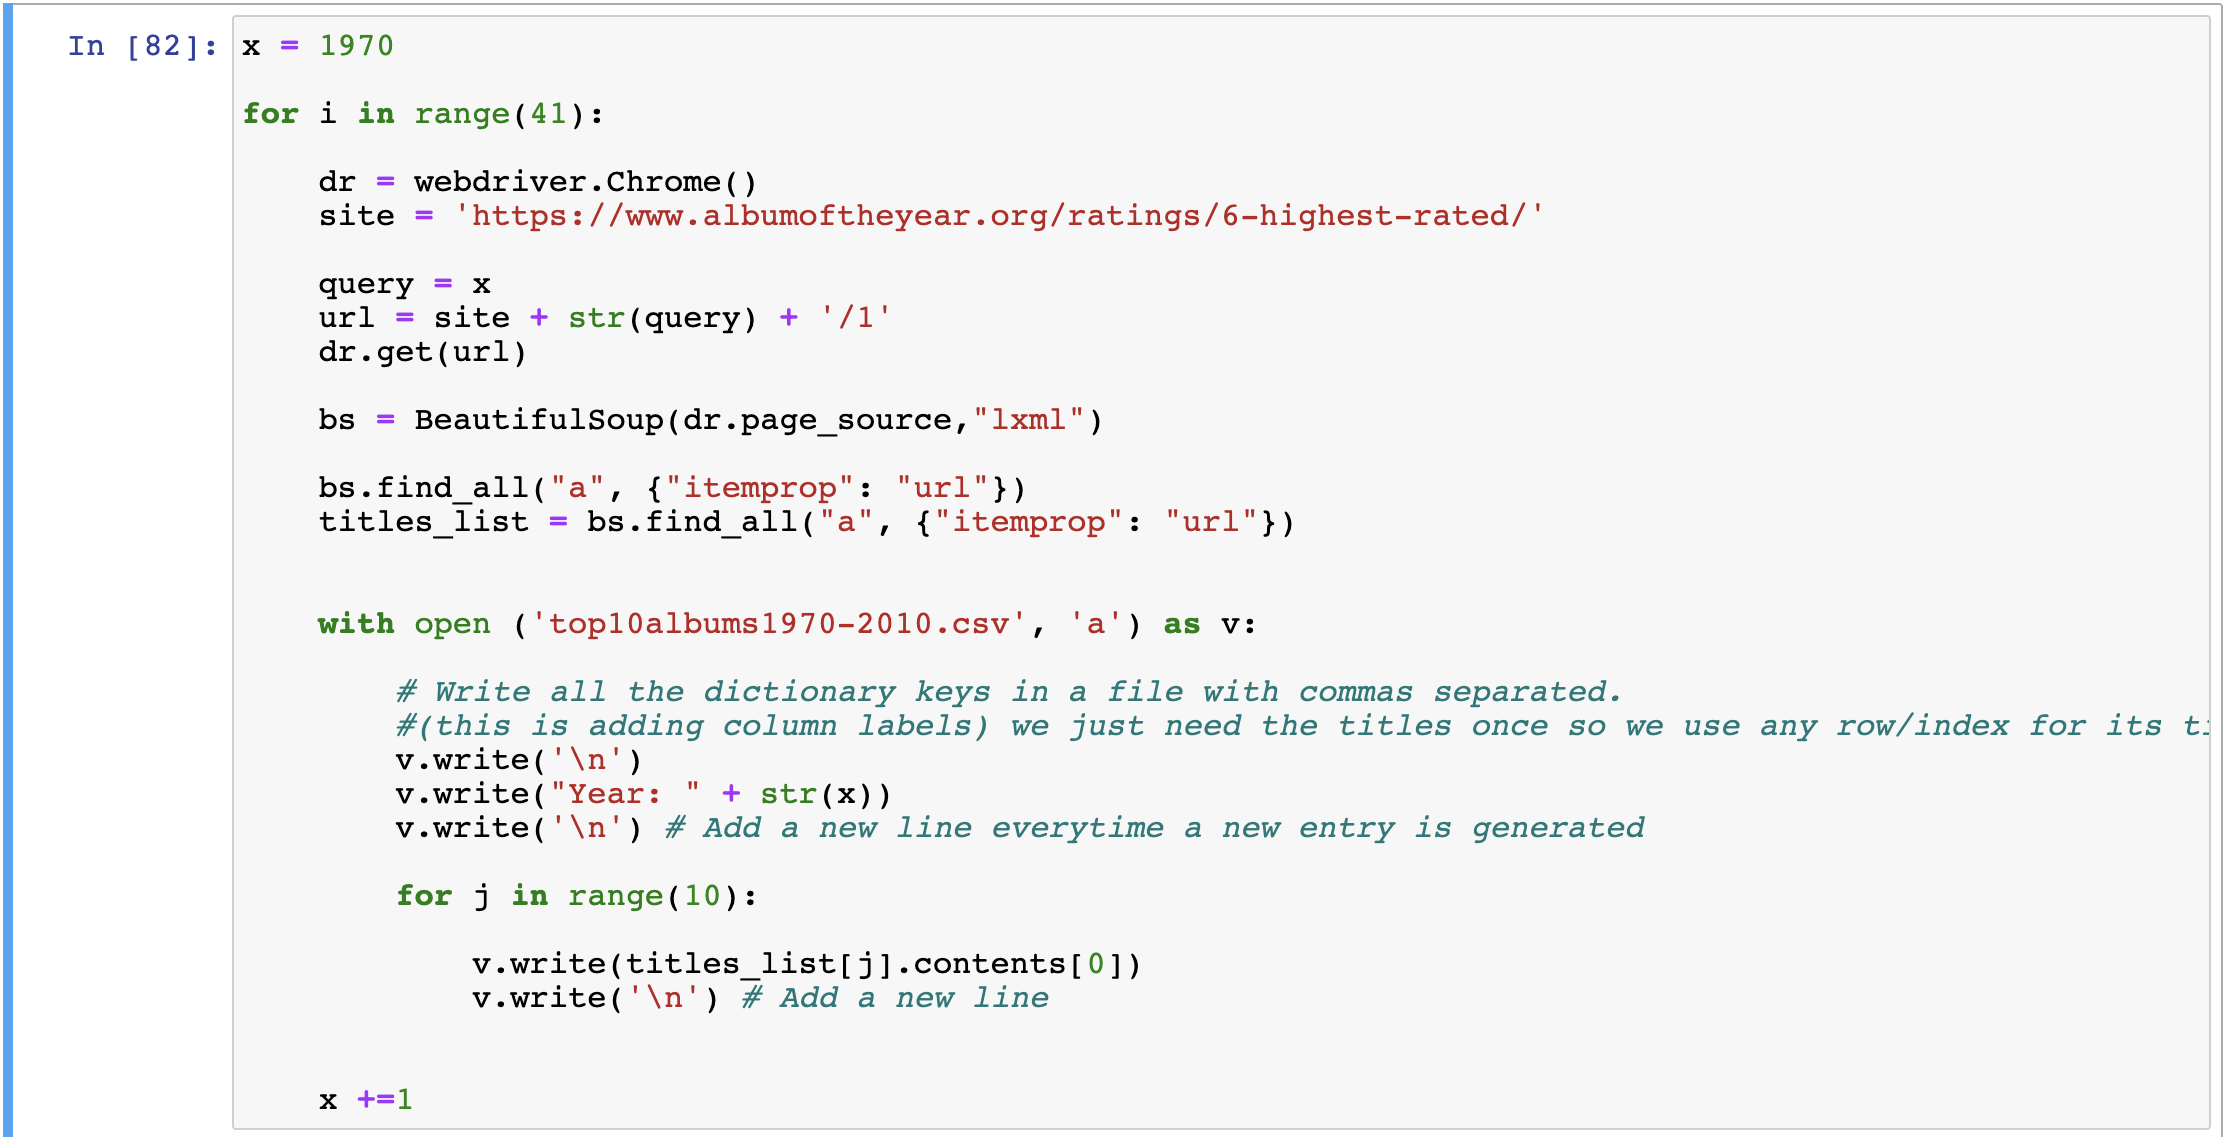 In [82]: x = 1970
for i in range(41):
dr = webdriver.Chrome()
site = 'https://www.albumoftheyear.org/ratings/6-highest-rated/'
query = x
url = site + str(query) + '/1'
dr.get(url)
bs = BeautifulSoup(dr.page_source,"lxml")
bs.find_all("a", {"itemprop": "url"})
titles_list = bs.find_all("a", {"itemprop": "url"})
with open ('top10albums1970-2010.csv', 'a') as v:
# Write all the dictionary keys in a file with commas separated.
#(this is adding column labels) we just need the titles once so we use any row/index for its
v.write('\n')
v.write("Year: " + str(x))
v.write('\n') # Add a new line everytime a new entry is generated
for j in range(10):
v.write(titles_list[j].contents[0])
v.write('\n') # Add a new line
x +=1